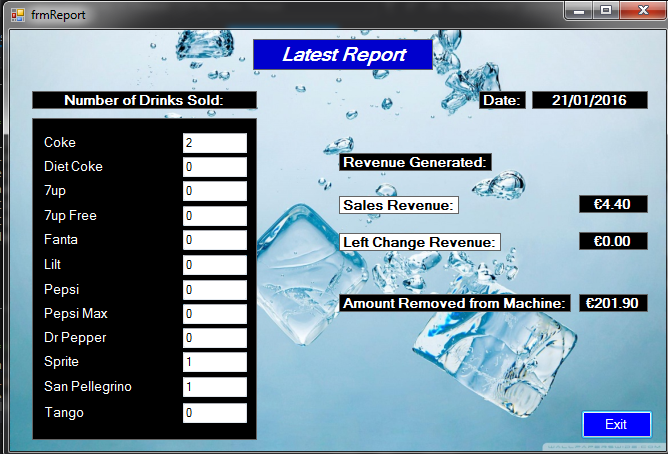 frmReport
Latest Report
Number of Drinks Sold:
Date: 21/01/2016
Coke 2
Diet Coke 0
7up 0
7up Free 0
Fanta 0
Lilt 0
Pepsi 0
Pepsi Max 0
Dr Pepper 0
Sprite 1
San Pellegrino 1
Tango 0
Revenue Generated:
Sales Revenue: €4.40
Left Change Revenue: €0.00
Amount Removed from Machine: €201.90
Exit